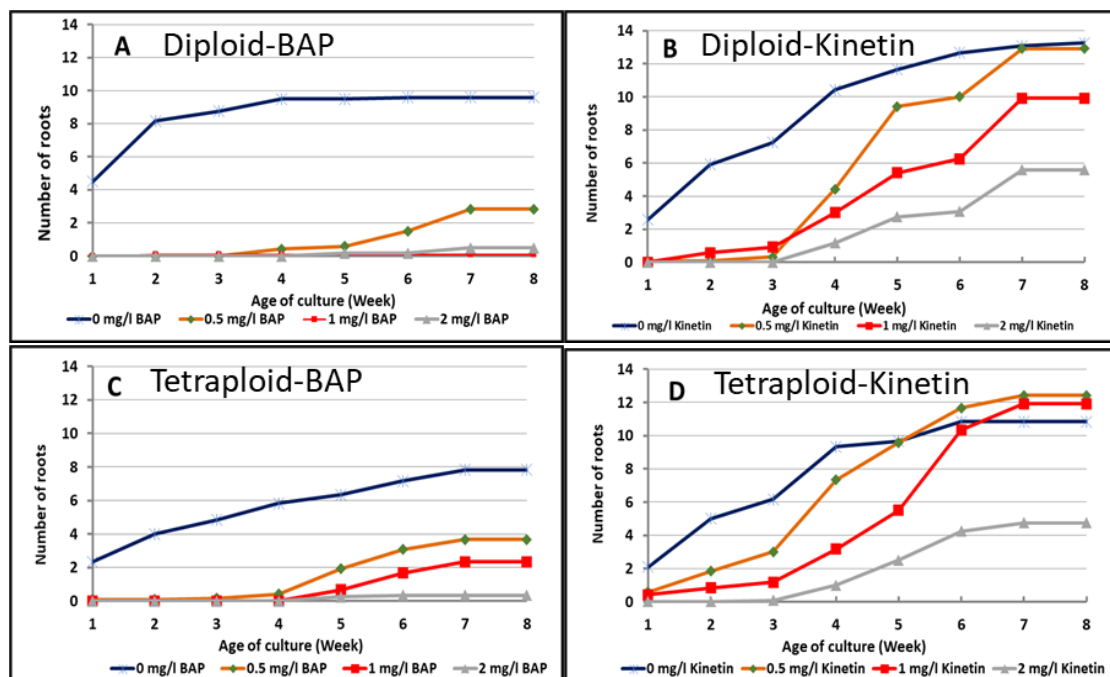 A Diploid-BAP
Number of roots
14
12
10
8
6
4
2
0
1 2 3 4 5 6 7 8
Age of culture (Week)
0 mg/l BAP 0.5 mg/l BAP 1 mg/l BAP 2 mg/l BAP
B Diploid-Kinetin
Number of roots
14
12
10
8
6
4
2
0
1 2 3 4 5 6 7 8
Age of culture (Week)
0 mg/l Kinetin 0.5 mg/l Kinetin 1 mg/l Kinetin 2 mg/l Kinetin
C Tetraploid-BAP
Number of roots
14
12
10
8
6
4
2
0
1 2 3 4 5 6 7 8
Age of culture (Week)
0 mg/l BAP 0.5 mg/l BAP 1 mg/l BAP 2 mg/l BAP
D Tetraploid-Kinetin
Number of roots
14
12
10
8
6
4
2
0
1 2 3 4 5 6 7 8
Age of culture (Week)
0 mg/l Kinetin 0.5 mg/l Kinetin 1 mg/l Kinetin 2 mg/l Kinetin